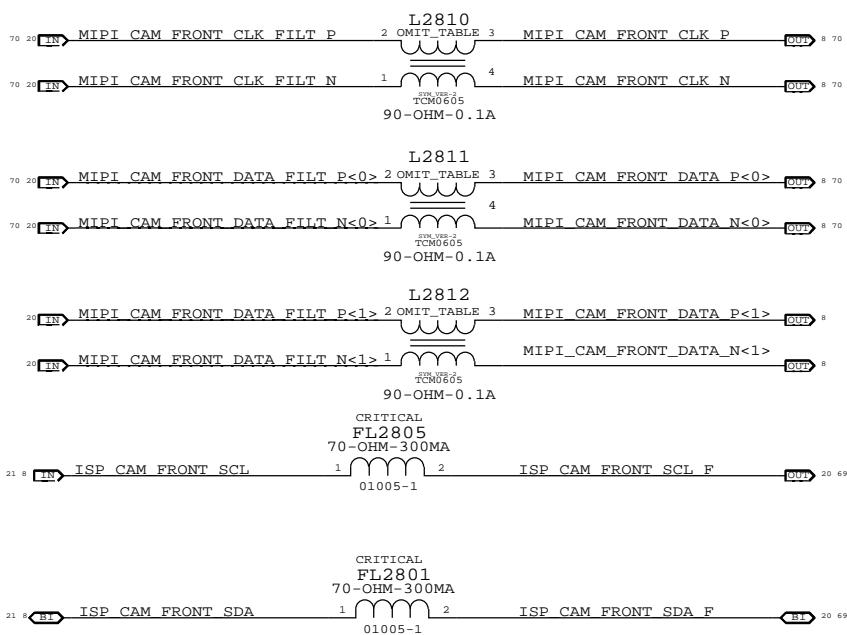 L2810
70 20 IN MIPI_CAM_FRONT_CLK_FILT_P 2 OMIT_TABLE 3 MIPI_CAM_FRONT_CLK_P OUT 8 70
70 20 IN MIPI_CAM_FRONT_CLK_FILT_N 1 4 MIPI_CAM_FRONT_CLK_N OUT 8 70
SYM_VER-2
TCM0605
90-OHM-0.1A
L2811
70 20 IN MIPI_CAM_FRONT_DATA_FILT_P<0> 2 OMIT_TABLE 3 MIPI_CAM_FRONT_DATA_P<0> OUT 8 70
4
70 20 IN MIPI_CAM_FRONT_DATA_FILT_N<0> 1 MIPI_CAM_FRONT_DATA_N<0> OUT 8 70
SYM_VER-2
TCM0605
90-OHM-0.1A
L2812
20 IN MIPI_CAM_FRONT_DATA_FILT_P<1> 2 OMIT_TABLE 3 MIPI_CAM_FRONT_DATA_P<1> OUT 8
20 IN MIPI_CAM_FRONT_DATA_FILT_N<1> 1 MIPI_CAM_FRONT_DATA_N<1> OUT 8
SYM_VER-2
TCM0605
90-OHM-0.1A
CRITICAL
FL2805
70-OHM-300MA
21 8 IN ISP_CAM_FRONT_SCL 1 2 ISP_CAM_FRONT_SCL_F OUT 20 69
01005-1
CRITICAL
FL2801
70-OHM-300MA
21 8 BI ISP_CAM_FRONT_SDA 1 2 ISP_CAM_FRONT_SDA_F BI 20 69
01005-1